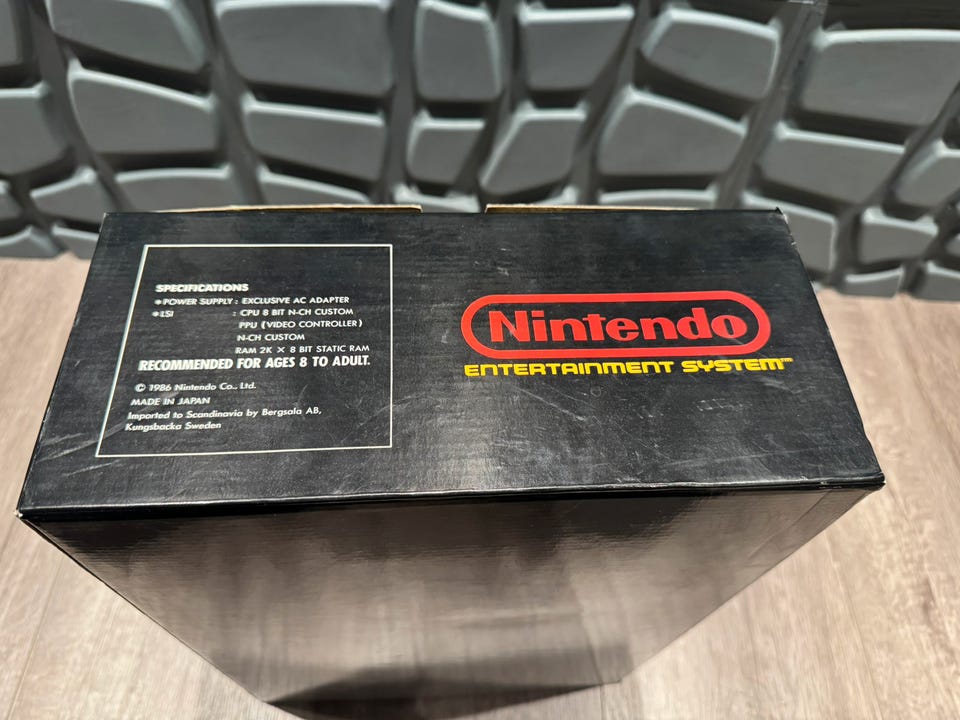 SPECIFICATIONS
●POWER SUPPLY : EXCLUSIVE AC ADAPTER
●LSI : CPU 8 BIT N-CH CUSTOM
PPU (VIDEO CONTROLLER)
N-CH CUSTOM
RAM 2K X 8 BIT STATIC RAM
RECOMMENDED FOR AGES 8 TO ADULT.
© 1986 Nintendo Co., Ltd.
MADE IN JAPAN
Imported to Scandinavia by Bergsala AB,
Kungsbacka Sweden
Nintendo
ENTERTAINMENT SYSTEM™